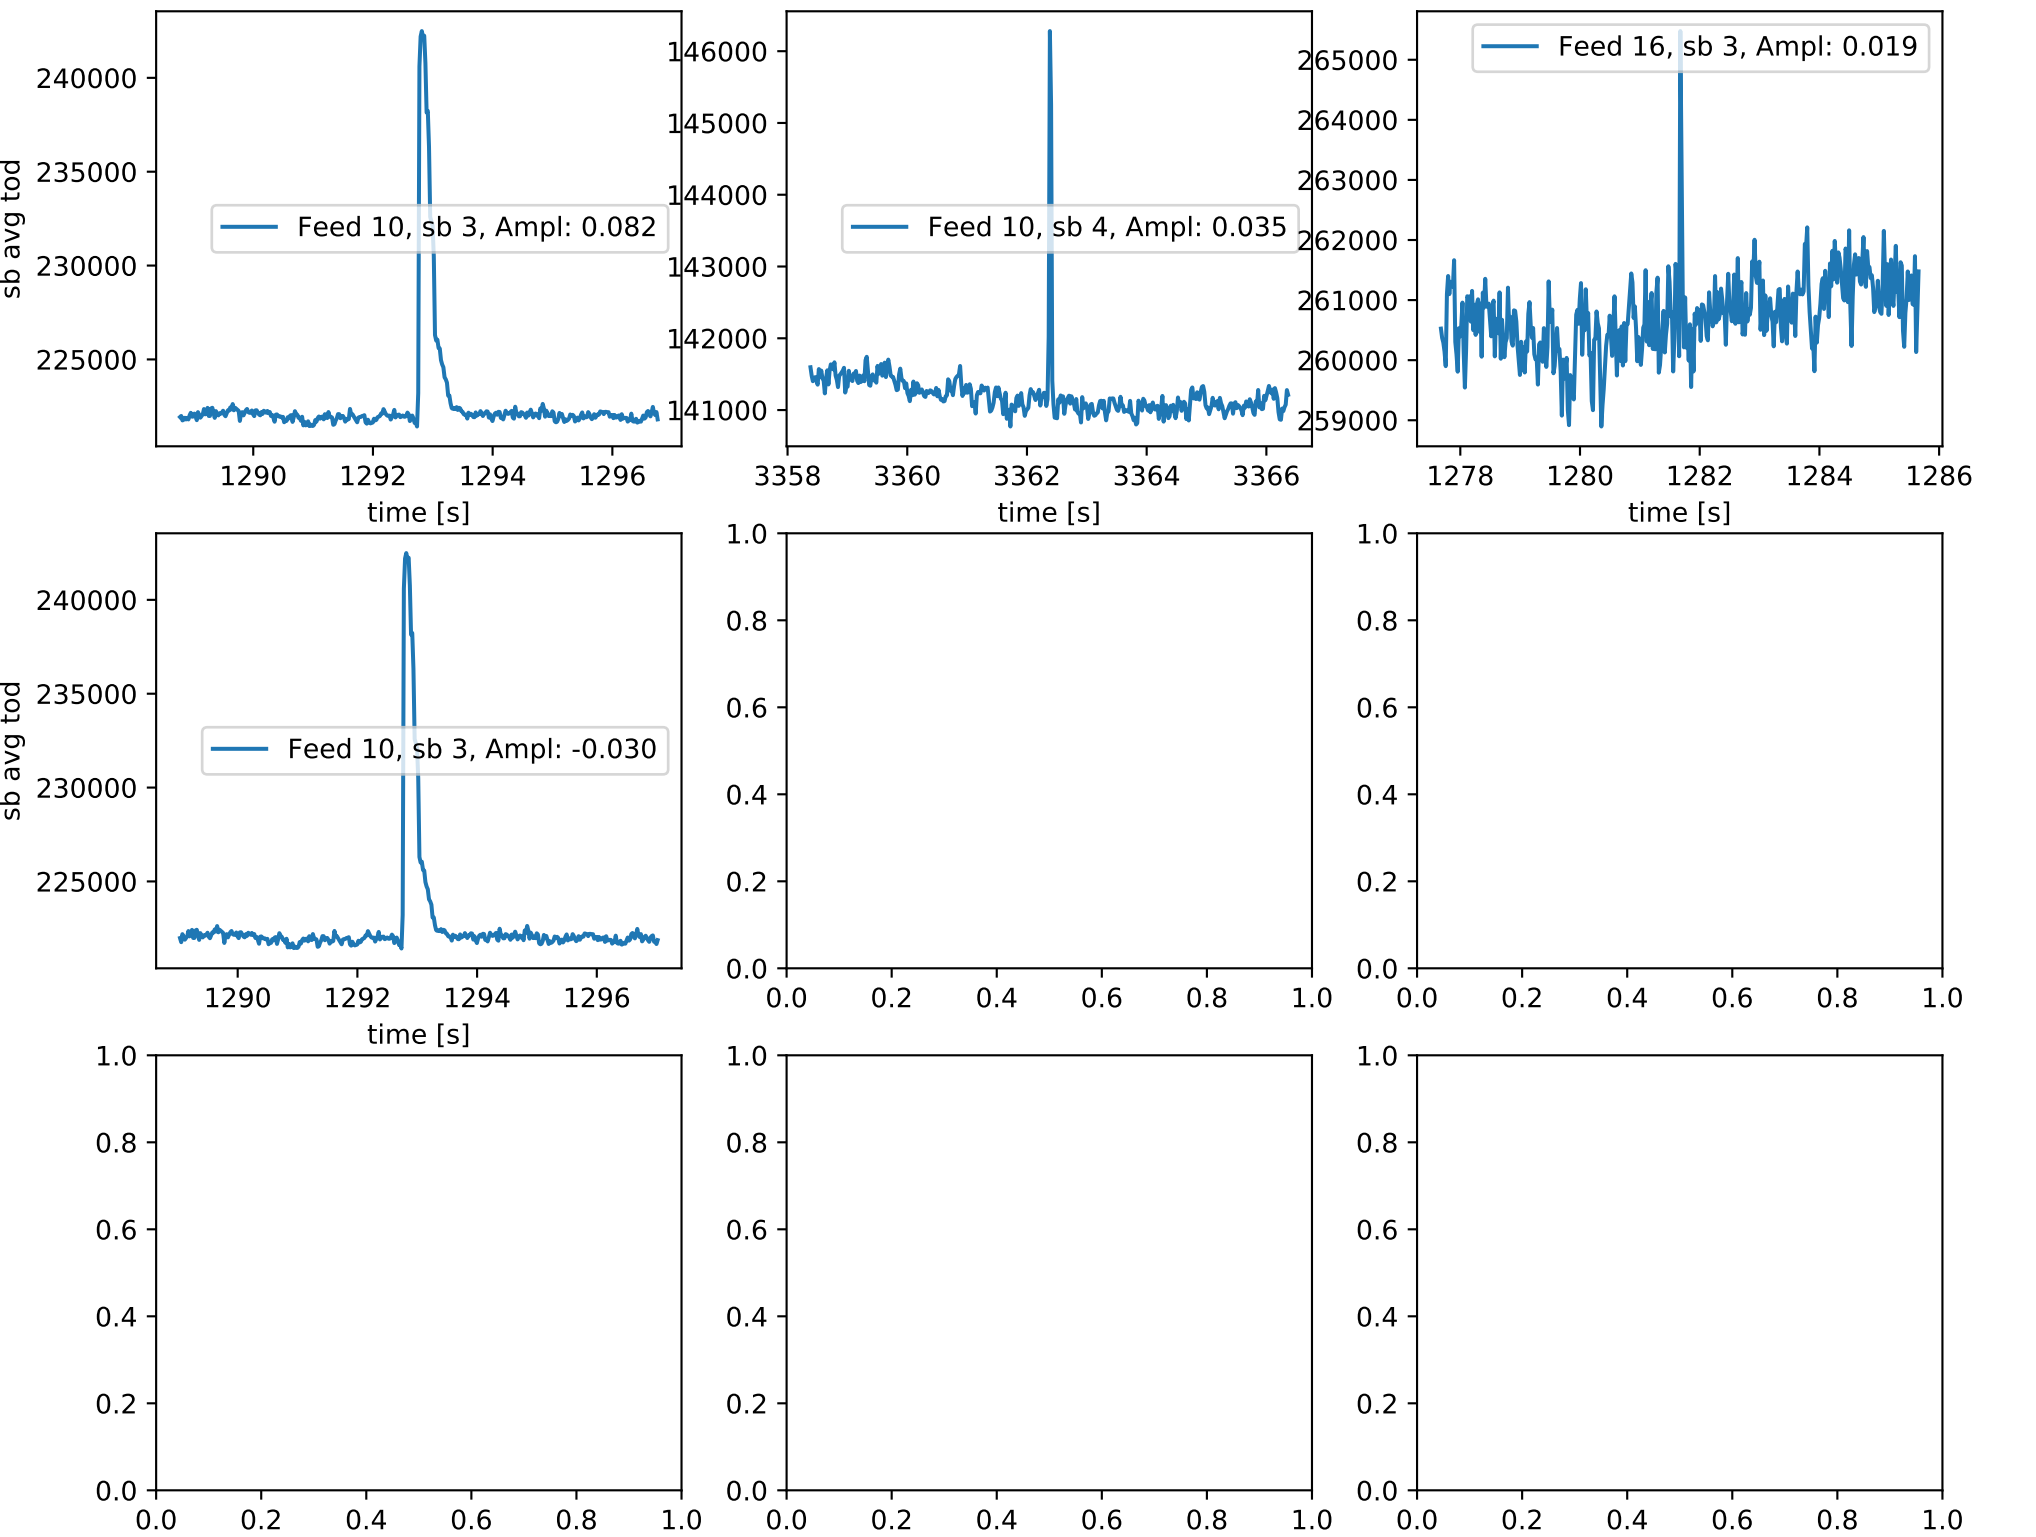 240000
235000
230000
225000
sb avg tod
Feed 10, sb 3, Ampl: 0.082
1290 1292 1294 1296
time [s]
146000
145000
144000
143000
142000
141000
Feed 10, sb 4, Ampl: 0.035
3358 3360 3362 3364 3366
time [s]
265000
264000
263000
262000
261000
260000
259000
Feed 16, sb 3, Ampl: 0.019
1278 1280 1282 1284 1286
time [s]
240000
235000
230000
225000
sb avg tod
Feed 10, sb 3, Ampl: -0.030
1290 1292 1294 1296
time [s]
1.0
0.8
0.6
0.4
0.2
0.0
0.0 0.2 0.4 0.6 0.8 1.0
1.0
0.8
0.6
0.4
0.2
0.0
0.0 0.2 0.4 0.6 0.8 1.0
1.0
0.8
0.6
0.4
0.2
0.0
0.0 0.2 0.4 0.6 0.8 1.0
1.0
0.8
0.6
0.4
0.2
0.0
0.0 0.2 0.4 0.6 0.8 1.0
1.0
0.8
0.6
0.4
0.2
0.0
0.0 0.2 0.4 0.6 0.8 1.0